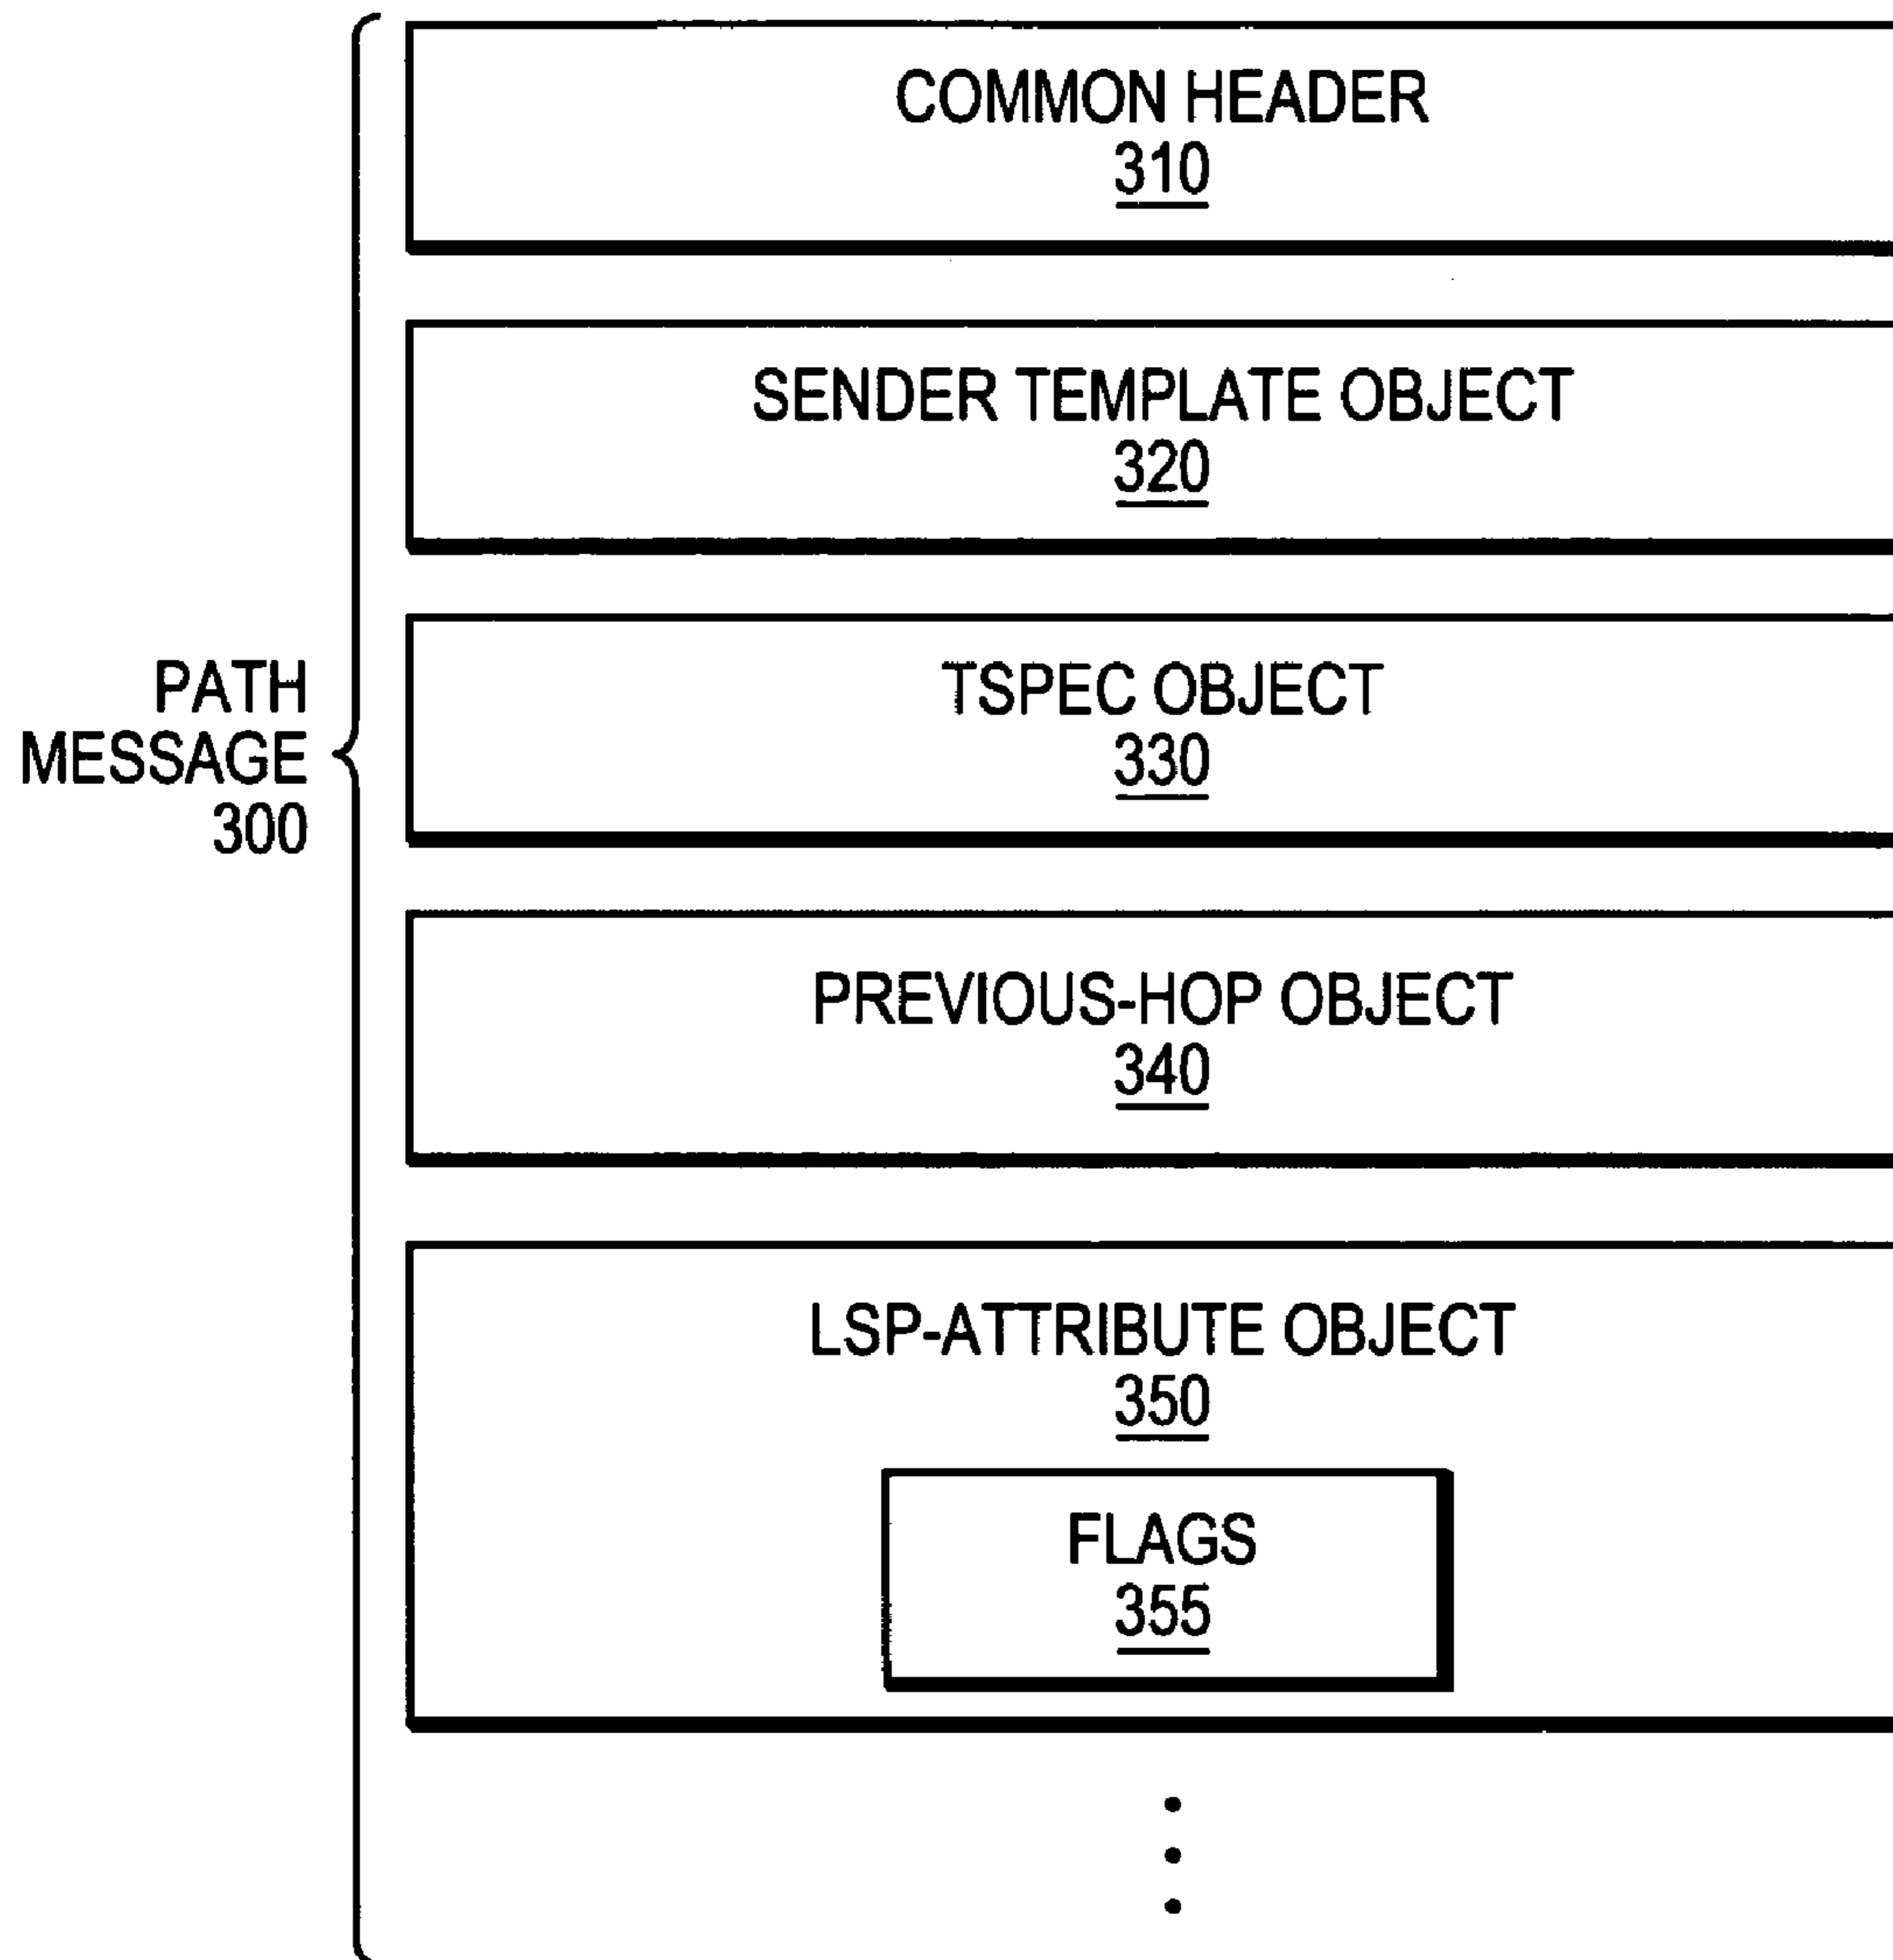 COMMON HEADER
310
SENDER TEMPLATE OBJECT
320
TSPEC OBJECT
330
PATH
MESSAGE
300
PREVIOUS-HOP OBJECT
340
LSP-ATTRIBUTE OBJECT
350
FLAGS
355